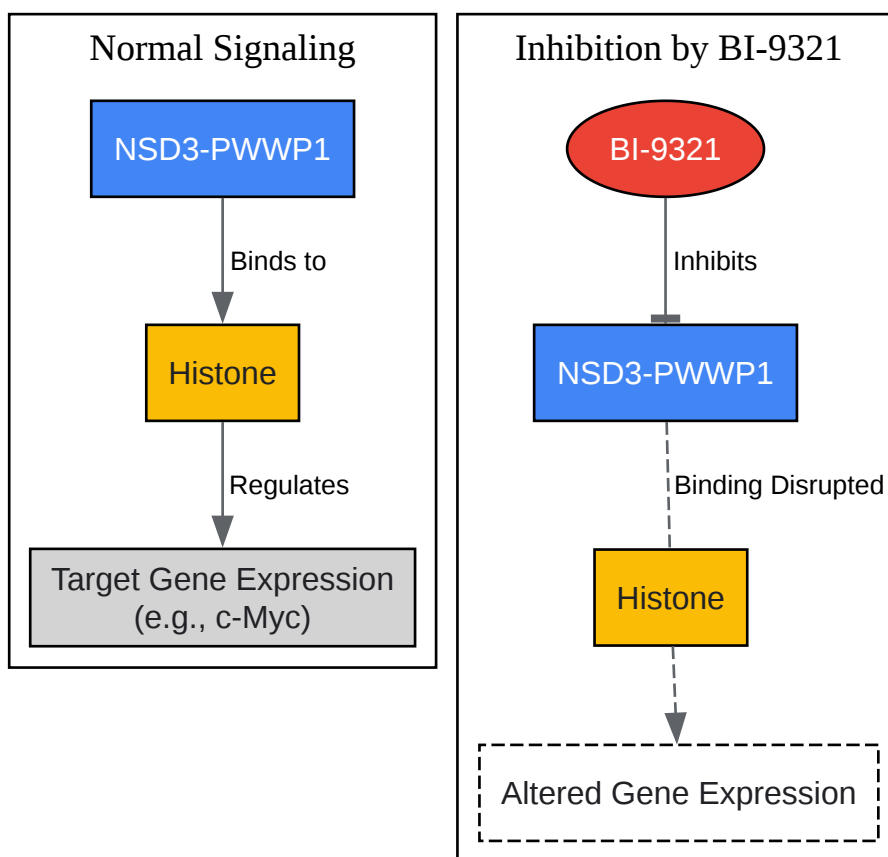 Normal Signaling
NSD3-PWWP1
Binds to
Histone
Regulates
Target Gene Expression
(e.g., c-Myc)
Inhibition by BI-9321
BI-9321
Inhibits
NSD3-PWWP1
Binding Disrupted
Histone
Altered Gene Expression